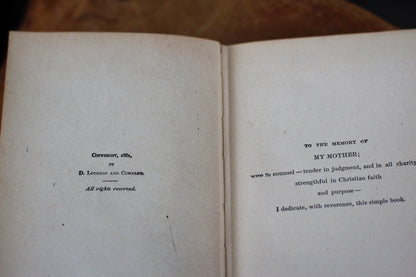 COPYRIGHT, 1882,
BY
D. LOTHROP AND COMPANY.
All rights reserved.
TO THE MEMORY OF
MY MOTHER;
WISE IN counsel—tender in judgment, and in all charity
strengthful in Christian faith
and purpose—
I dedicate, with reverence, this simple book.